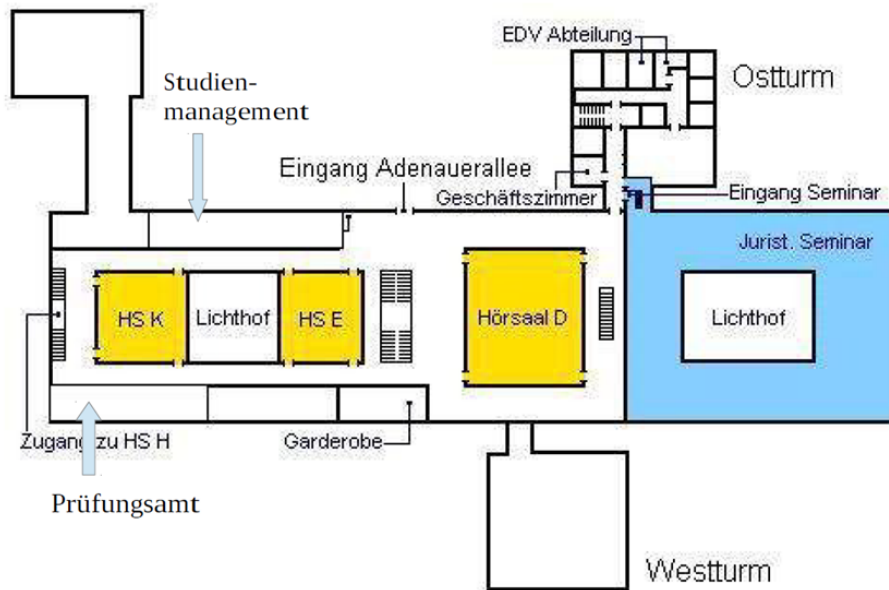 EDV Abteilung
Ostturm
Studien-
management
Eingang Adenauerallee
Geschäftszimmer
Eingang Seminar
Jurist. Seminar
HS K
Lichthof
HS E
Hörsaal D
Lichthof
Zugang zu HS H
Garderobe
Prüfungsamt
Westturm